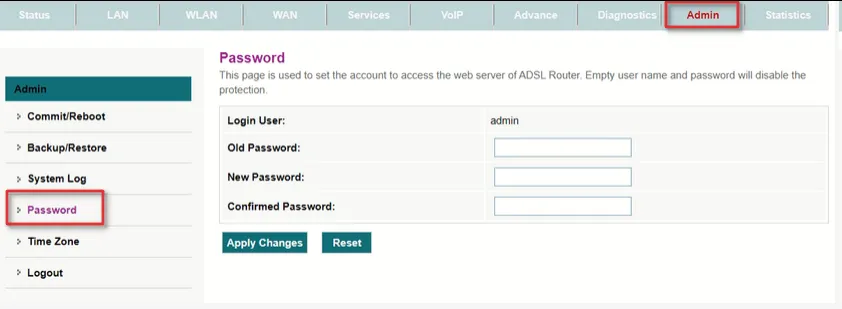 Status LAN WLAN WAN Services VoIP Advance Diagnostics Admin Statistics
Password
This page is used to set the account to access the web server of ADSL Router. Empty user name and password will disable the
protection.
Admin
Commit/Reboot
Backup/Restore
System Log
Password
Time Zone
Logout
Login User: admin
Old Password:
New Password:
Confirmed Password:
Apply Changes Reset